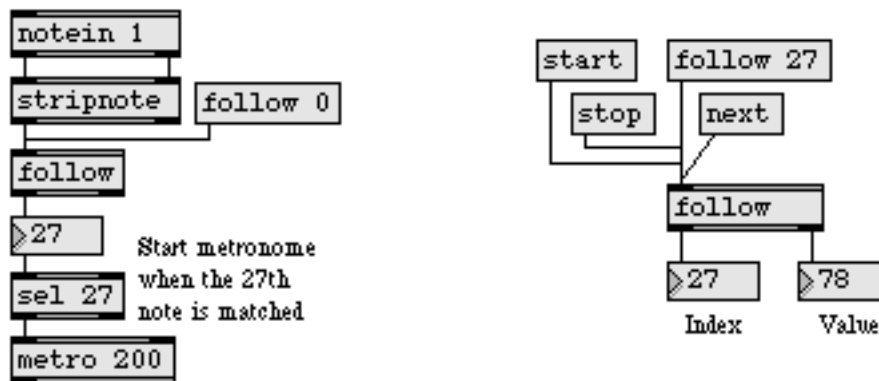 notein 1
stripnote
follow 0
follow
27
Start metronome
when the 27th
note is matched
sel 27
metro 200
start
follow 27
stop
next
follow
27
78
Index
Value